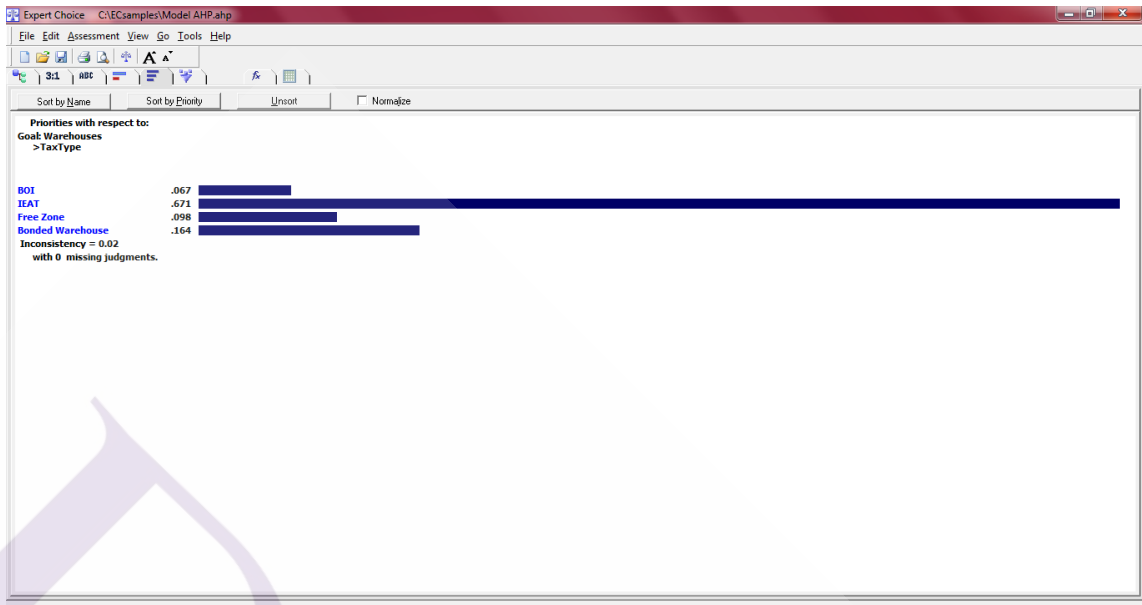 Expert Choice C:\ECsamples\Model AHP.ahp
File Edit Assessment View Go Tools Help
A A
3:1 ABC fx
Sort by Name Sort by Priority Unsort Normalize
Priorities with respect to:
Goal: Warehouses
>TaxType
BOI .067
IEAT .671
Free Zone .098
Bonded Warehouse .164
Inconsistency = 0.02
with 0 missing judgments.